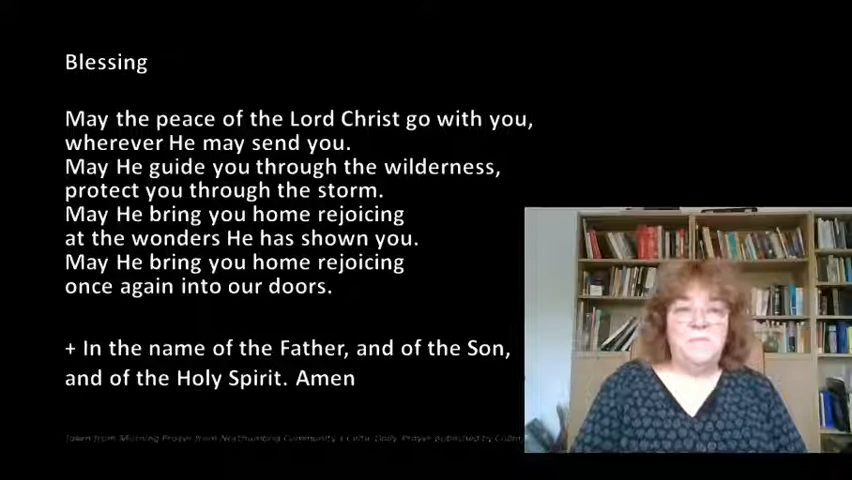 Blessing
May the peace of the Lord Christ go with you,
wherever He may send you.
May He guide you through the wilderness,
protect you through the storm.
May He bring you home rejoicing
at the wonders He has shown you.
May He bring you home rejoicing
once again into our doors.
+ In the name of the Father, and of the Son,
and of the Holy Spirit. Amen
Taken from Morning Prayer from Northumbria Community's Celtic Daily Prayer published by Collin